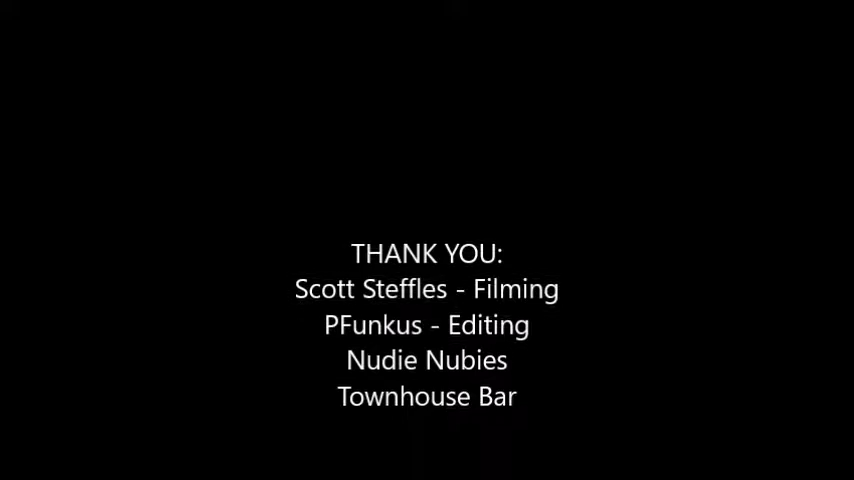 THANK YOU:
Scott Steffles - Filming
PFunkus - Editing
Nudie Nubies
Townhouse Bar